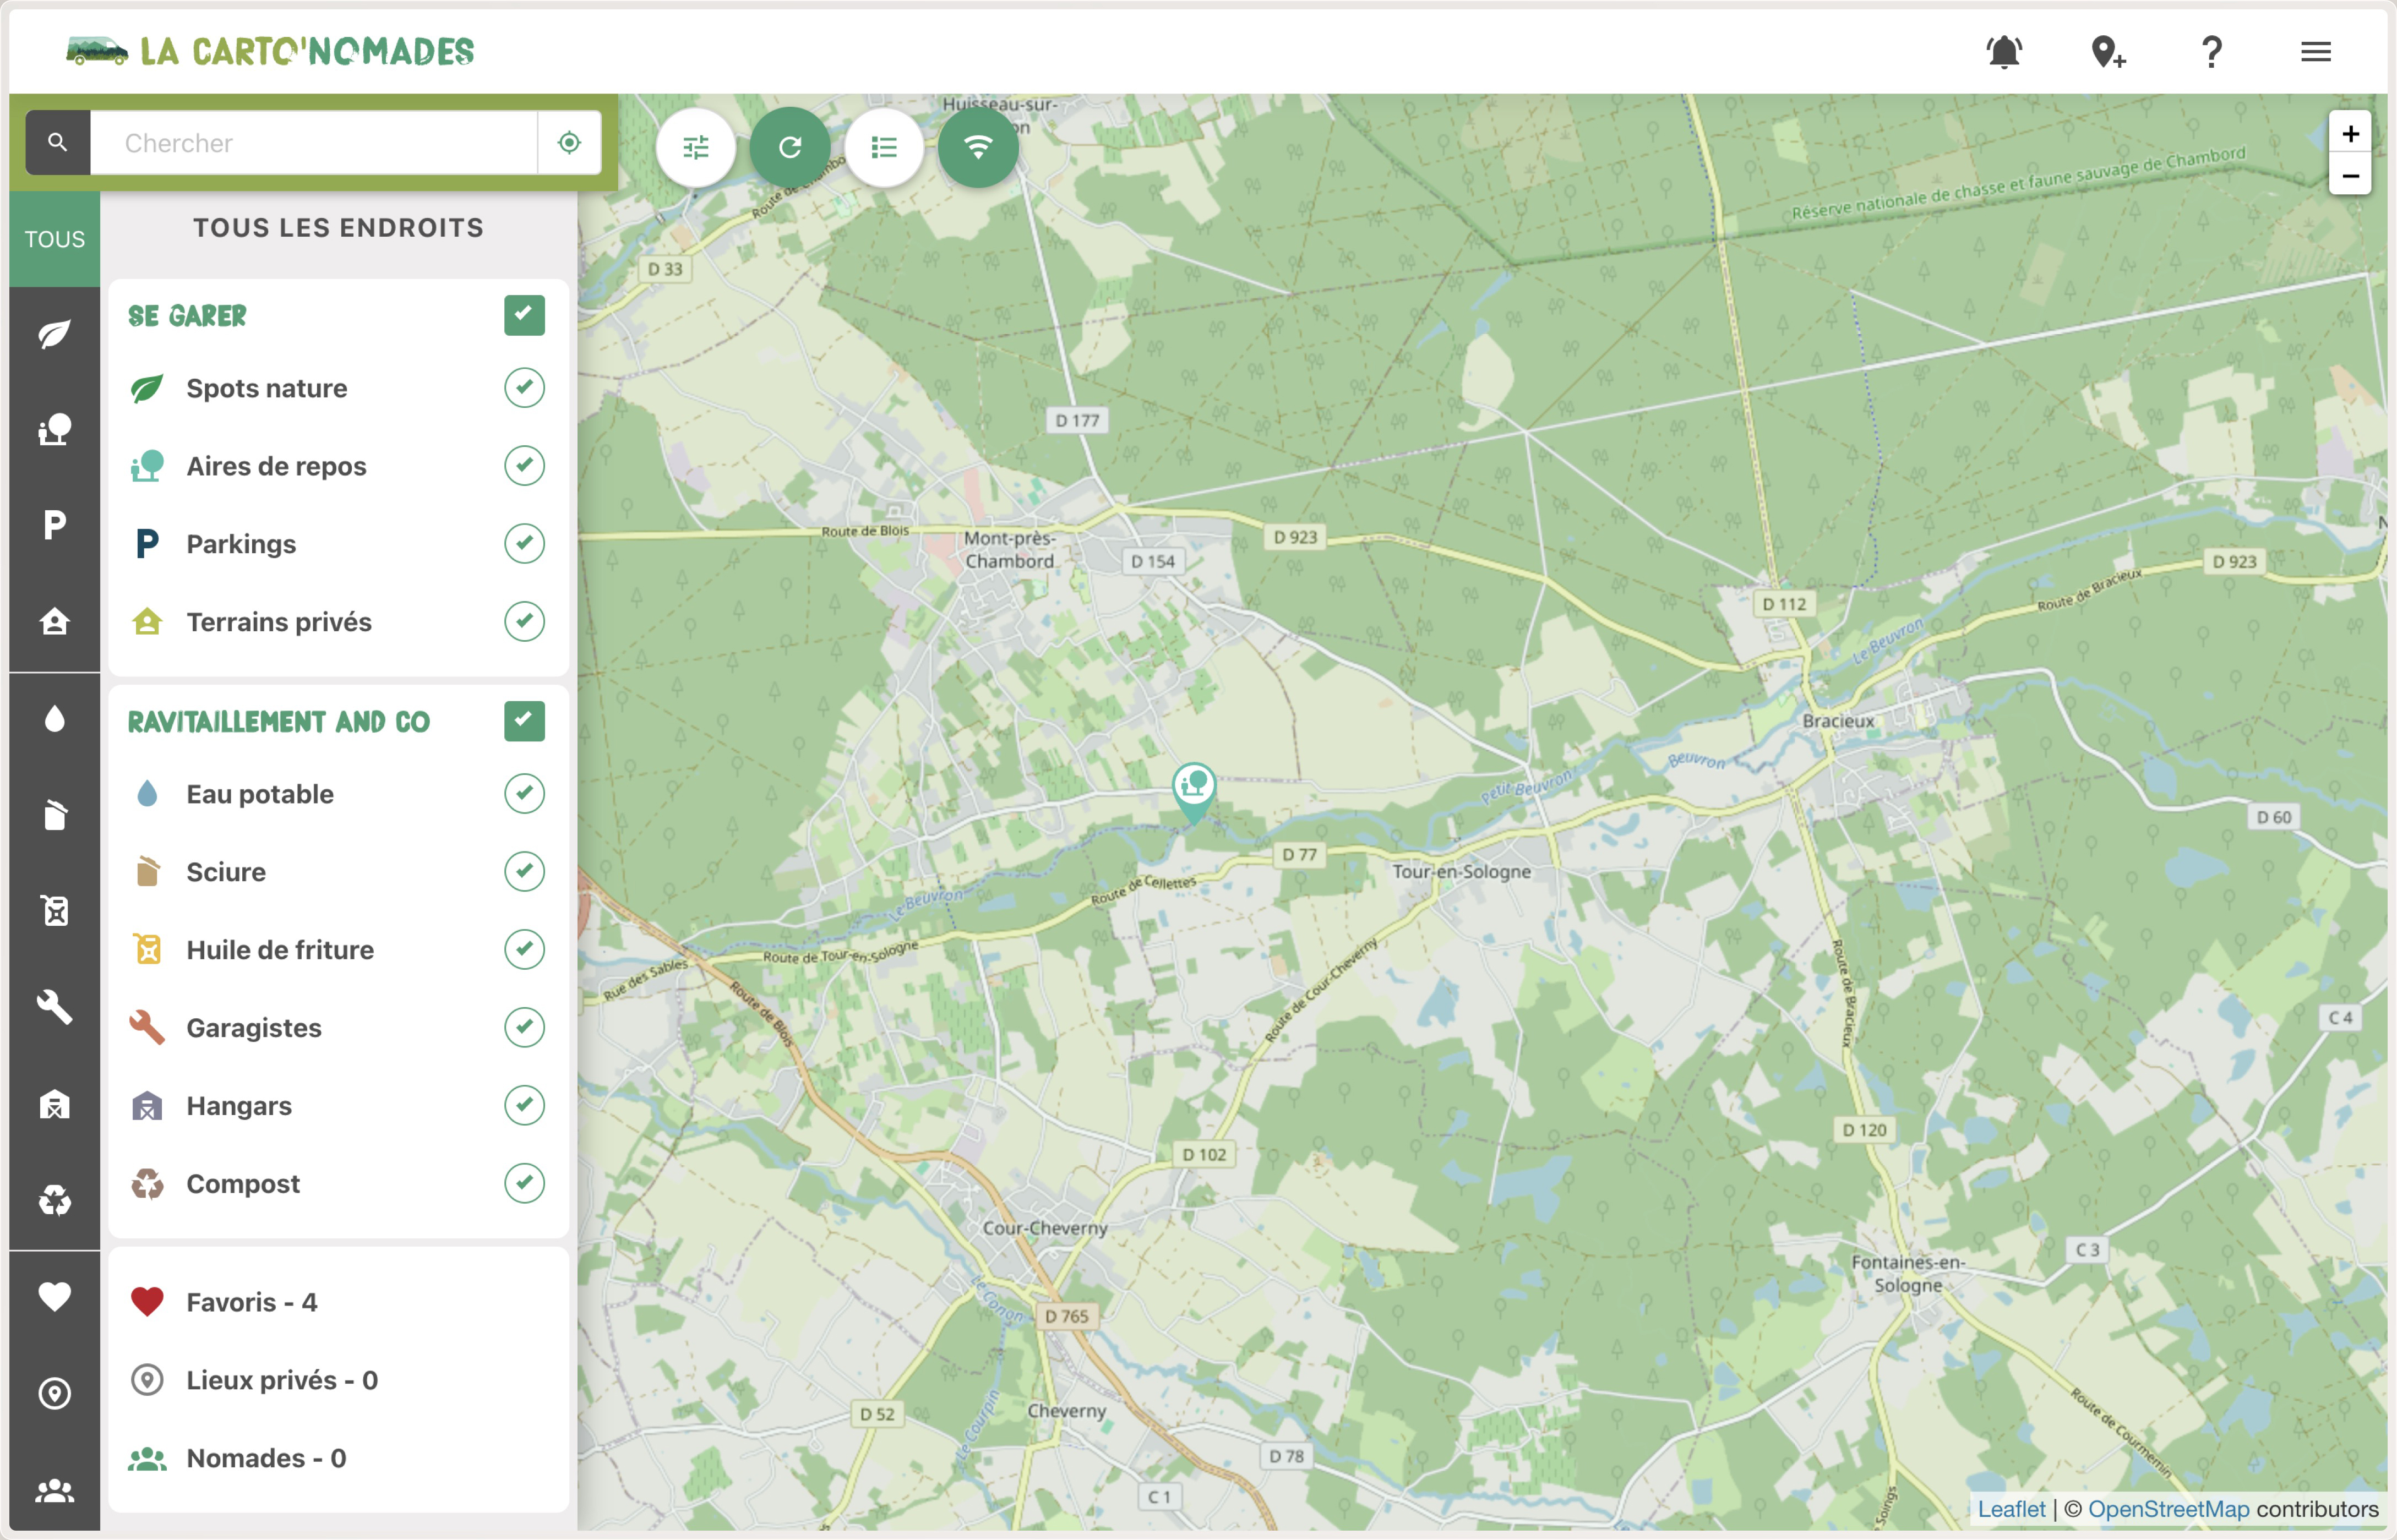 LA CARTO'NOMADES
Chercher
TOUS
TOUS LES ENDROITS
SE GARER
Spots nature
Aires de repos
P
Parkings
Terrains privés
RAVITAILLEMENT AND CO
Eau potable
Sciure
Huile de friture
Garagistes
Hangars
Compost
Favoris - 4
Lieux privés - 0
Nomades - 0
Huisseau-sur-
+
−
Réserve nationale de chasse et faune sauvage de Chambord
Route de
D 33
D 177
Route de Blois
Mont-près-
Chambord
D 154
D 923
D 923
Route de Bracieux
D 112
Le Beuvron
Bracieux
Beuvron
Petit Beuvron
D 60
D 77
Tour-en-Sologne
Route de Cellettes
Le Beuvron
Route de Tour-en-Sologne
Rue des Sables
Route de Blois
Route de Cour-Cheverny
Route de Bracieux
C 4
D 120
D 102
Cour-Cheverny
C 3
Fontaines-en-
Sologne
Le Conon
D 765
D 52
Cheverny
Le Courpin
D 78
C 1
Route de Courmemin
Leaflet | © OpenStreetMap contributors